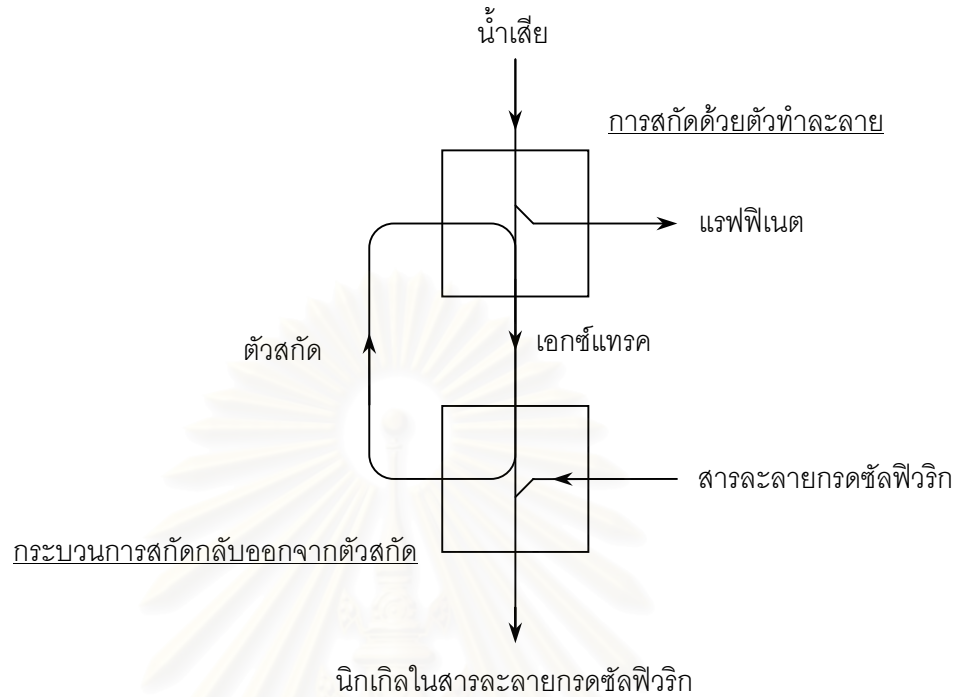 น้ำเสีย
การสกัดด้วยตัวทำละลาย
แรฟฟิเนต
ตัวสกัด
เอกซ์แทรค
สารละลายกรดซัลฟิวริก
กระบวนการสกัดกลับออกจากตัวสกัด
นิกเกิลในสารละลายกรดซัลฟิวริก